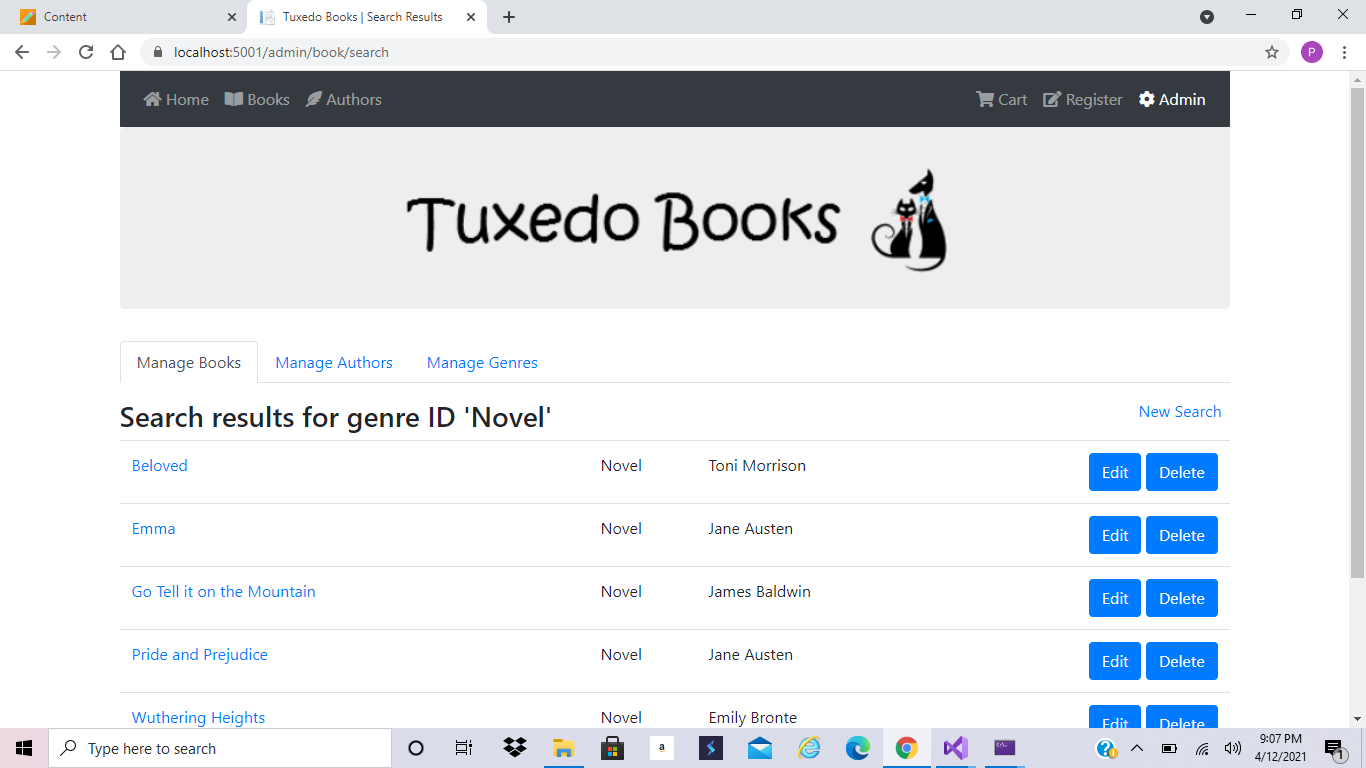 Content
Tuxedo Books | Search Results
localhost:5001/admin/book/search
P
Home Books Authors Cart Register Admin
Tuxedo Books
Manage Books Manage Authors Manage Genres
Search results for genre ID 'Novel' New Search
Beloved Novel Toni Morrison Edit Delete
Emma Novel Jane Austen Edit Delete
Go Tell it on the Mountain Novel James Baldwin Edit Delete
Pride and Prejudice Novel Jane Austen Edit Delete
Wuthering Heights Novel Emily Bronte Edit Delete
Type here to search
a
9:07 PM
4/12/2021
1